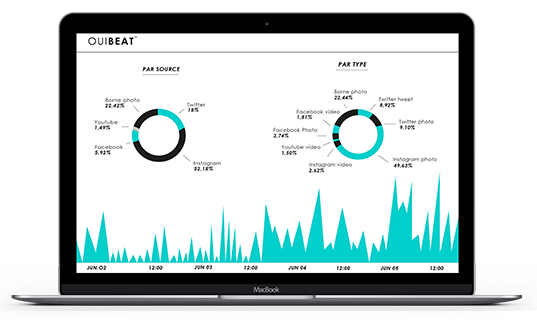 OUIBEAT™
PAR SOURCE
PAR TYPE
Borne photo
22,42%
Twitter
18%
Youtube
1,49%
Facebook
5,92%
Instagram
52,18%
Borne photo
22,44%
Twitter tweet
8,92%
Facebook video
1,81%
Twitter photo
9,10%
Facebook Photo
3,74%
Youtube video
1,50%
Instagram video
2,62%
Instagram photo
49,63%
JUN 02 12:00 JUN 03 12:00 JUN 04 12:00 JUN 05 12:00
MacBook